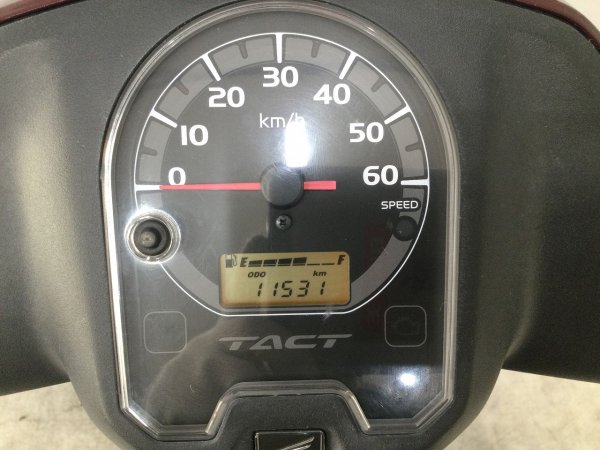 30
20 40
km/h
10 50
0 60
SPEED
E F
ODO km
11531
TACT